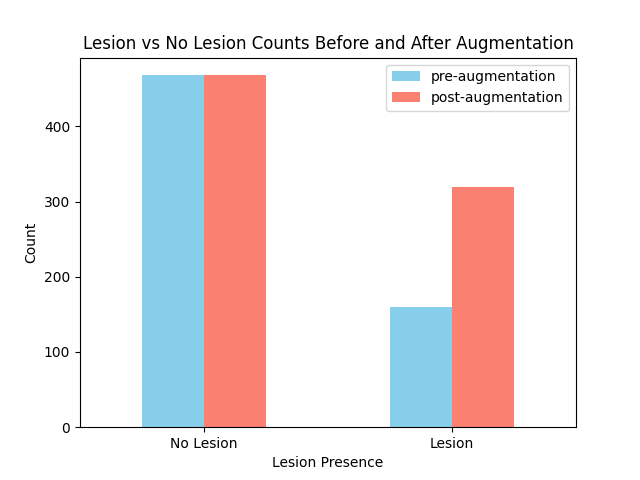 Lesion vs No Lesion Counts Before and After Augmentation
pre-augmentation
post-augmentation
400
300
200
100
0
Count
No Lesion
Lesion
Lesion Presence